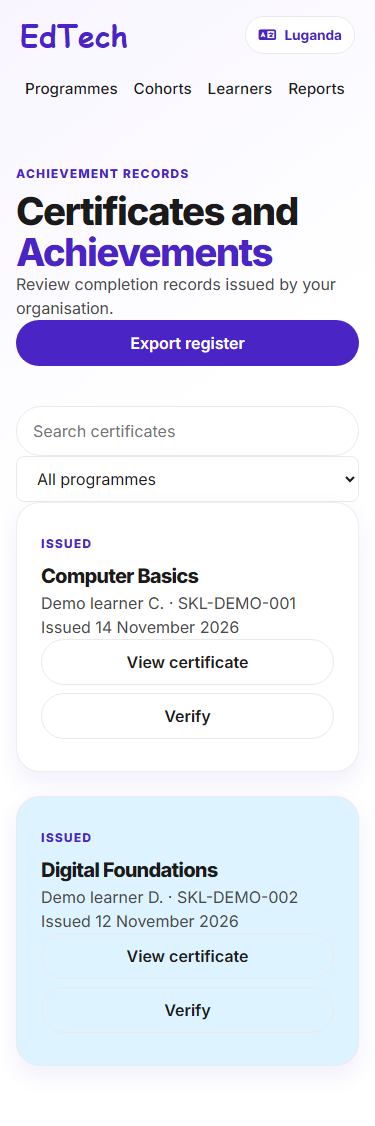 EdTech
Luganda
Programmes Cohorts Learners Reports
ACHIEVEMENT RECORDS
Certificates and
Achievements
Review completion records issued by your
organisation.
Export register
Search certificates
All programmes
ISSUED
Computer Basics
Demo learner C. · SKL-DEMO-001
Issued 14 November 2026
View certificate
Verify
ISSUED
Digital Foundations
Demo learner D. · SKL-DEMO-002
Issued 12 November 2026
View certificate
Verify